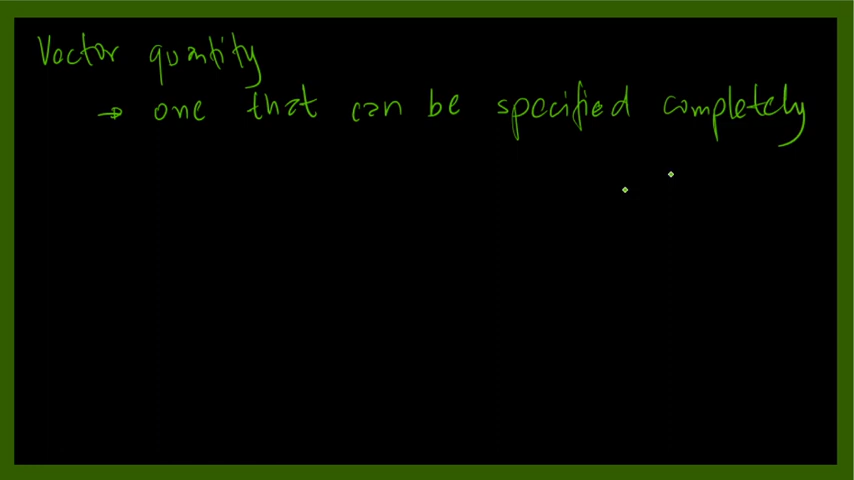 Vector quantity
→ one that can be specified completely